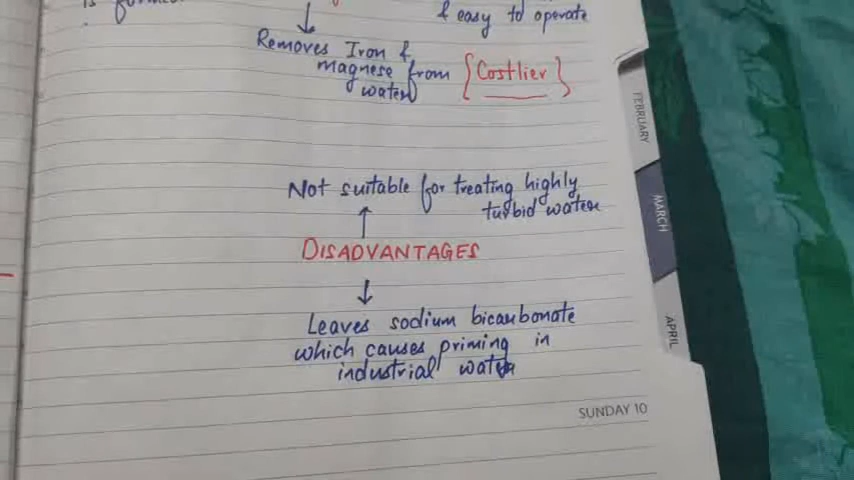 is
& easy to operate
Removes Iron &
magnese from
water
{Costlier}
FEBRUARY
Not suitable for treating highly
turbid water
MARCH
DISADVANTAGES
Leaves sodium bicarbonate
which causes priming in
industrial water
APRIL
SUNDAY 10